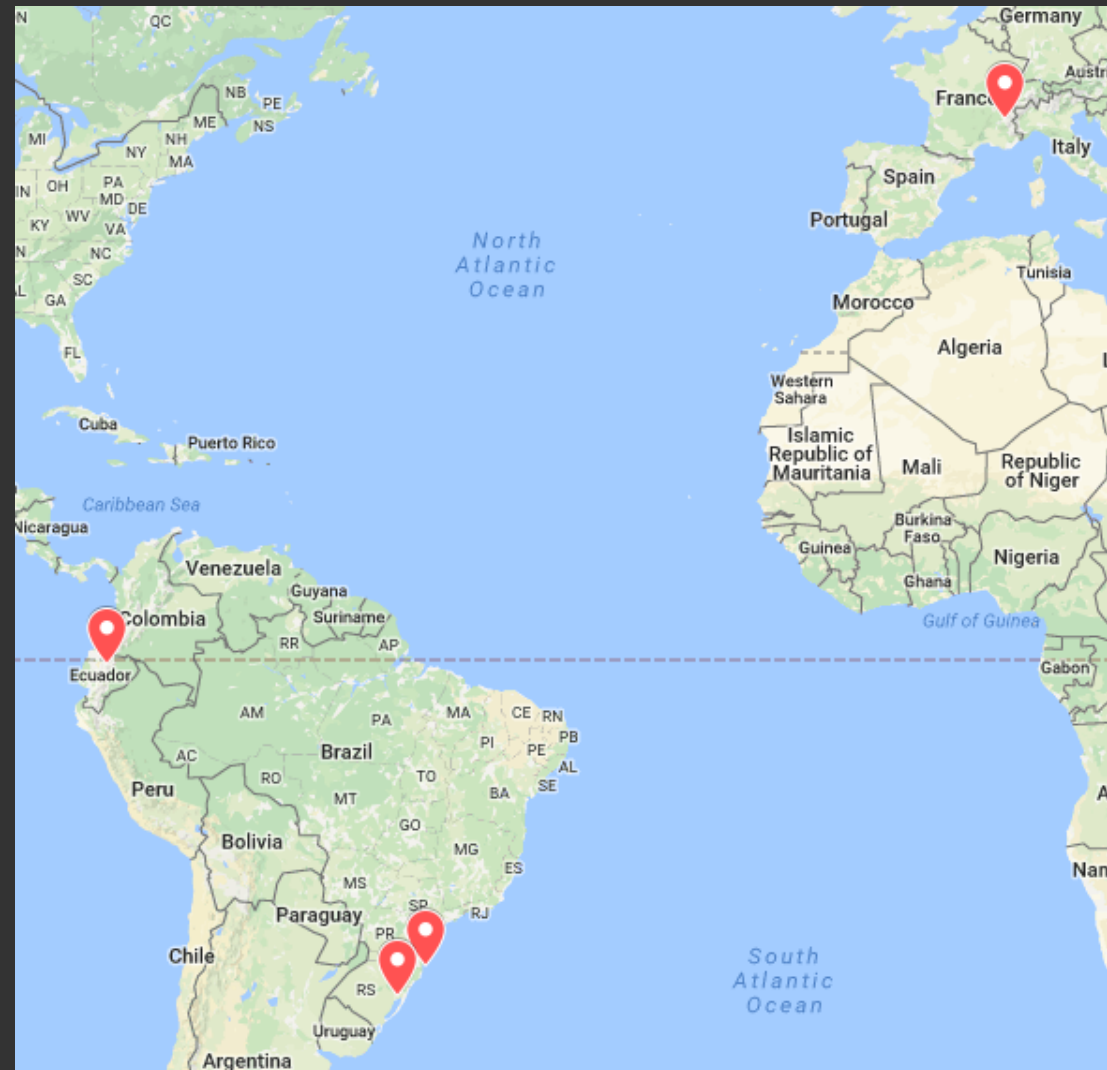 N
QC
Germany
Austr
NB
PE
France
ME
NS
MI
NH
NY
MA
Italy
IN
OH
PA
Spain
MD
DE
WV
KY
VA
Portugal
N
NC
North
Atlantic
Ocean
Tunisia
SC
AL
GA
Morocco
Algeria
FL
L
Western
Sahara
Cuba
Puerto Rico
Islamic
Republic of
Mauritania
Mali
Republic
of Niger
Caribbean Sea
Nicaragua
Burkina
Faso
Guinea
Nigeria
Venezuela
Ghana
Guyana
Colombia
Suriname
Gulf of Guinea
RR
AP
Ecuador
Gabon
AM
PA
MA
CE
RN
PB
PI
PE
Brazil
AC
AL
RO
TO
SE
Peru
MT
BA
A
GO
Bolivia
MG
ES
Nan
MS
SP
RJ
Paraguay
PR
Chile
South
Atlantic
Ocean
RS
Uruguay
Argentina